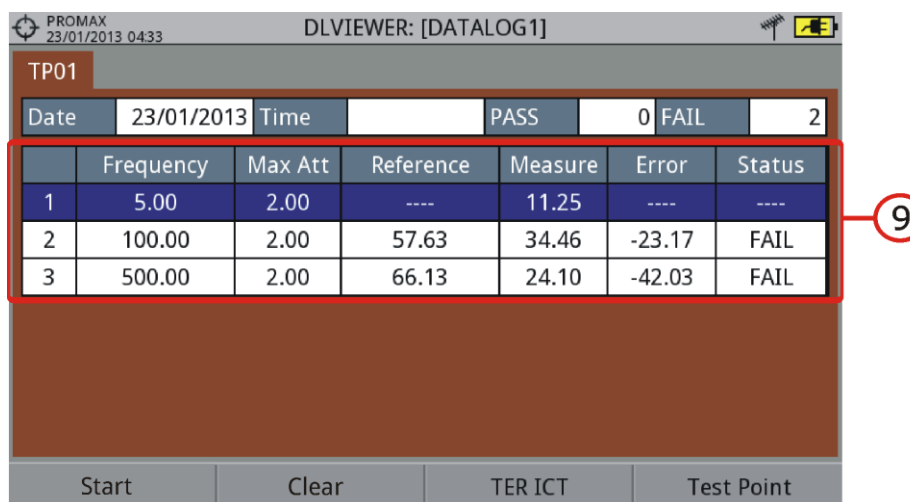 PROMAX
23/01/2013 04:33 DLVIEWER: [DATALOG1]
TP01
Date 23/01/2013 Time PASS 0 FAIL 2
Frequency Max Att Reference Measure Error Status
1 5.00 2.00 ---- 11.25 ---- ----
2 100.00 2.00 57.63 34.46 -23.17 FAIL
3 500.00 2.00 66.13 24.10 -42.03 FAIL
9
Start Clear TER ICT Test Point